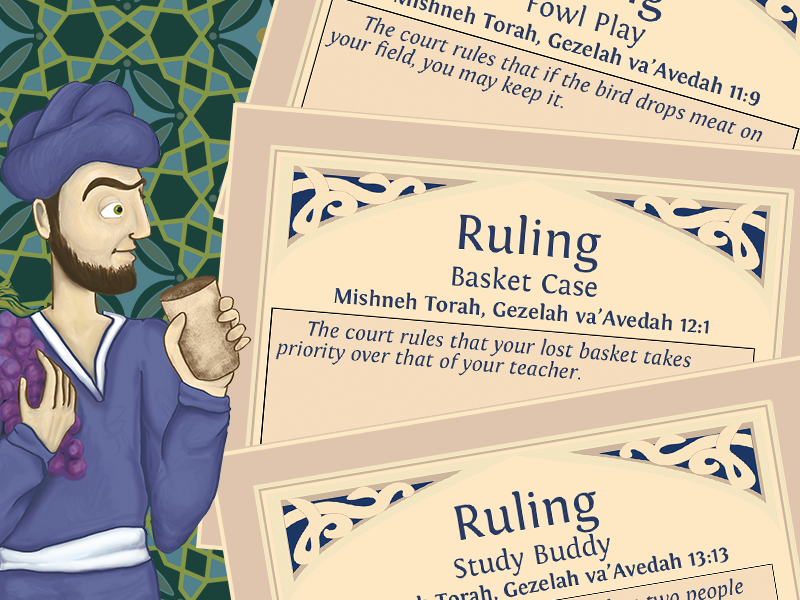 Fowl Play
Mishneh Torah, Gezelah va'Avedah 11:9
The court rules that if the bird drops meat on
your field, you may keep it.
Ruling
Basket Case
Mishneh Torah, Gezelah va'Avedah 12:1
The court rules that your lost basket takes
priority over that of your teacher.
Ruling
Study Buddy
Torah, Gezelah va'Avedah 13:13
two people